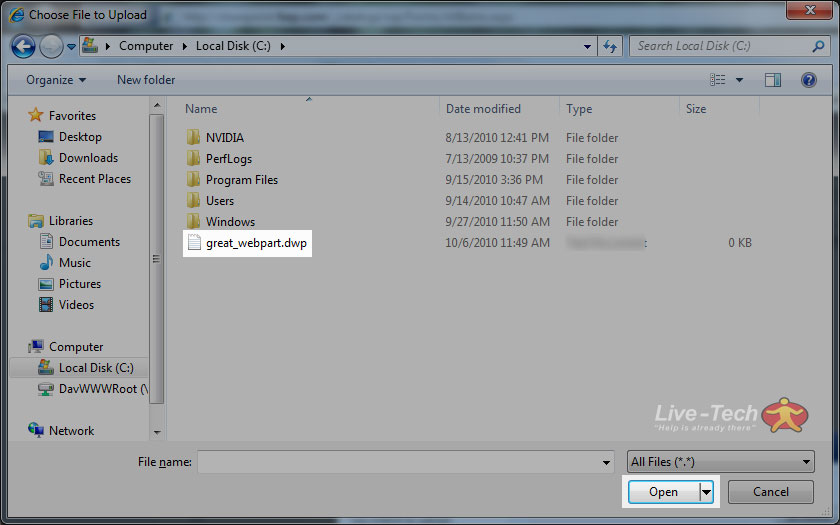 Choose File to Upload
Computer Local Disk (C:) Search Local Disk (C:)
Organize New folder
Favorites
Desktop
Downloads
Recent Places
Libraries
Documents
Music
Pictures
Videos
Computer
Local Disk (C:)
DavWWWRoot (\
Network
Name Date modified Type Size
NVIDIA 8/13/2010 12:41 PM File folder
PerfLogs 7/13/2009 10:37 PM File folder
Program Files 9/15/2010 3:36 PM File folder
Users 9/14/2010 10:47 AM File folder
Windows 9/27/2010 11:50 AM File folder
great_webpart.dwp 10/6/2010 11:49 AM 0 KB
Live-Tech
"Help is already there"
File name: All Files (*.*)
Open Cancel